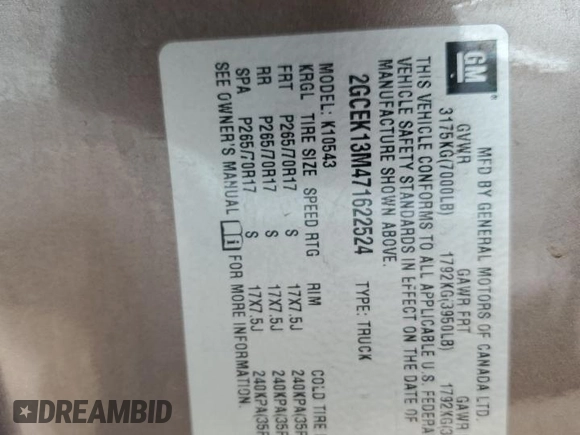 GM
MFD BY GENERAL MOTORS OF CANADA LTD.
GVWR GAWR FRT GAWR
3175KG(7000LB) 1792KG(3950LB) 1792KG(3
THIS VEHICLE CONFORMS TO ALL APPLICABLE U.S. FEDERA
VEHICLE SAFETY STANDARDS IN EFFECT ON THE DATE OF
MANUFACTURE SHOWN ABOVE.
2GCEK13M471622524 TYPE: TRUCK
MODEL: K10543
KRGL TIRE SIZE SPEED RTG RIM COLD TIRE
FRT P265/70R17 S 17X7.5J 240KPA(35P
RR P265/70R17 S 17X7.5J 240KPA(35P
SPA P265/70R17 S 17X7.5J 240KPA(35P
SEE OWNER'S MANUAL FOR MORE INFORMATION.
DREAMBID